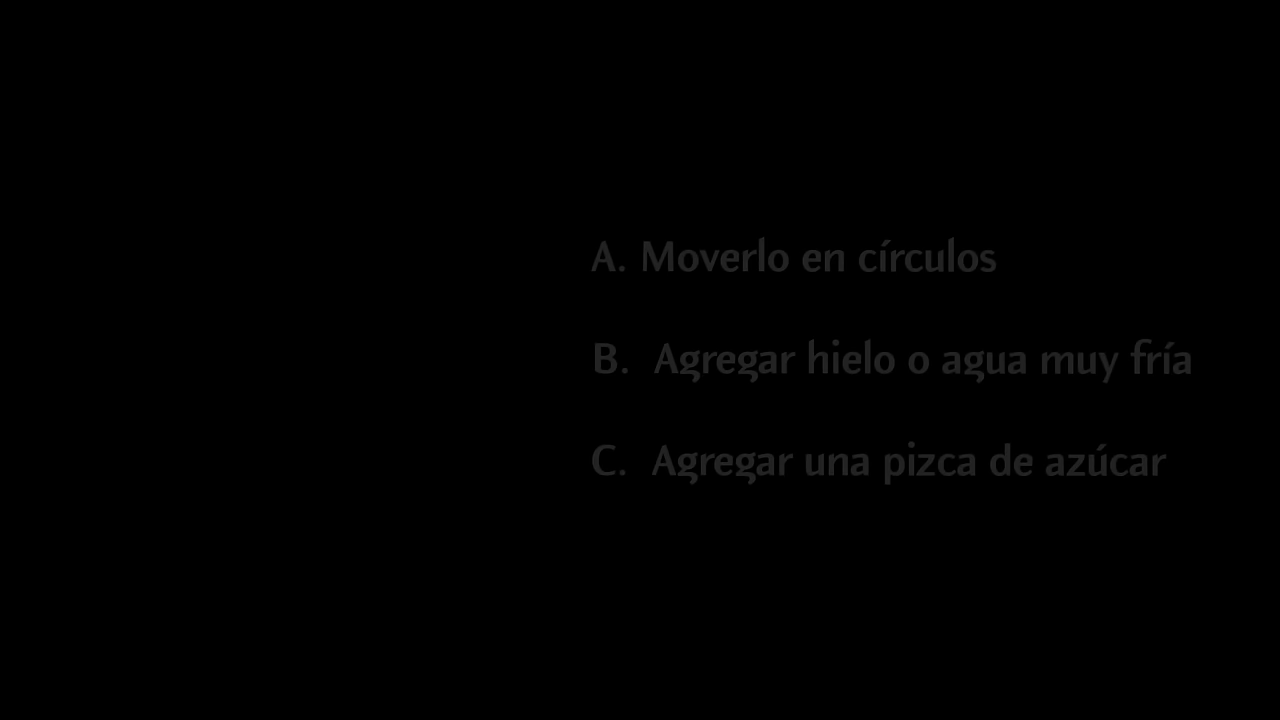 A. Moverlo en círculos
B. Agregar hielo o agua muy fría
C. Agregar una pizca de azúcar